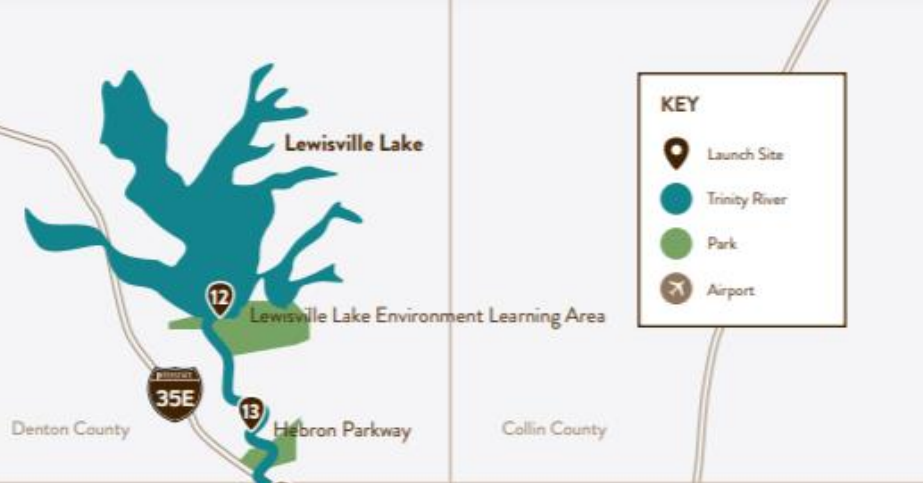 KEY
Launch Site
Trinity River
Park
Airport
Lewisville Lake
12
Lewisville Lake Environment Learning Area
35E
13
Denton County
Hebron Parkway
Collin County